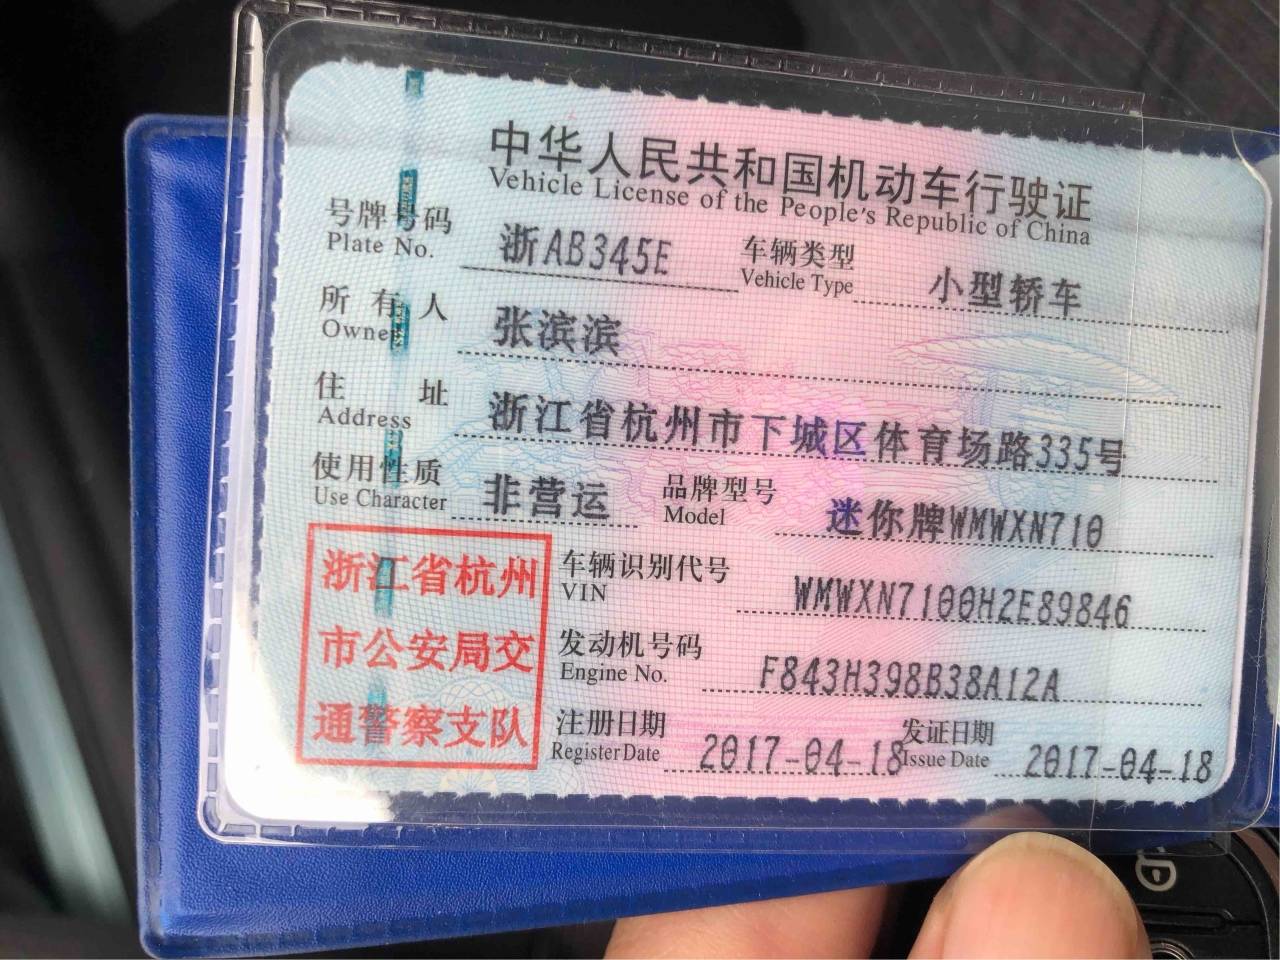 中华人民共和国机动车行驶证
Vehicle License of the People's Republic of China
号牌号码 浙AB345E 车辆类型 小型轿车
Plate No. Vehicle Type
所有人 张滨滨
Owner
住址 浙江省杭州市下城区体育场路335号
Address
使用性质 非营运 品牌型号 迷你牌WMWXN710
Use Character Model
浙江省杭州
市公安局交
通警察支队
车辆识别代号 WMWXN7100H2E89846
VIN
发动机号码 F843H398B38A12A
Engine No.
注册日期 2017-04-18 发证日期 2017-04-18
Register Date Issue Date